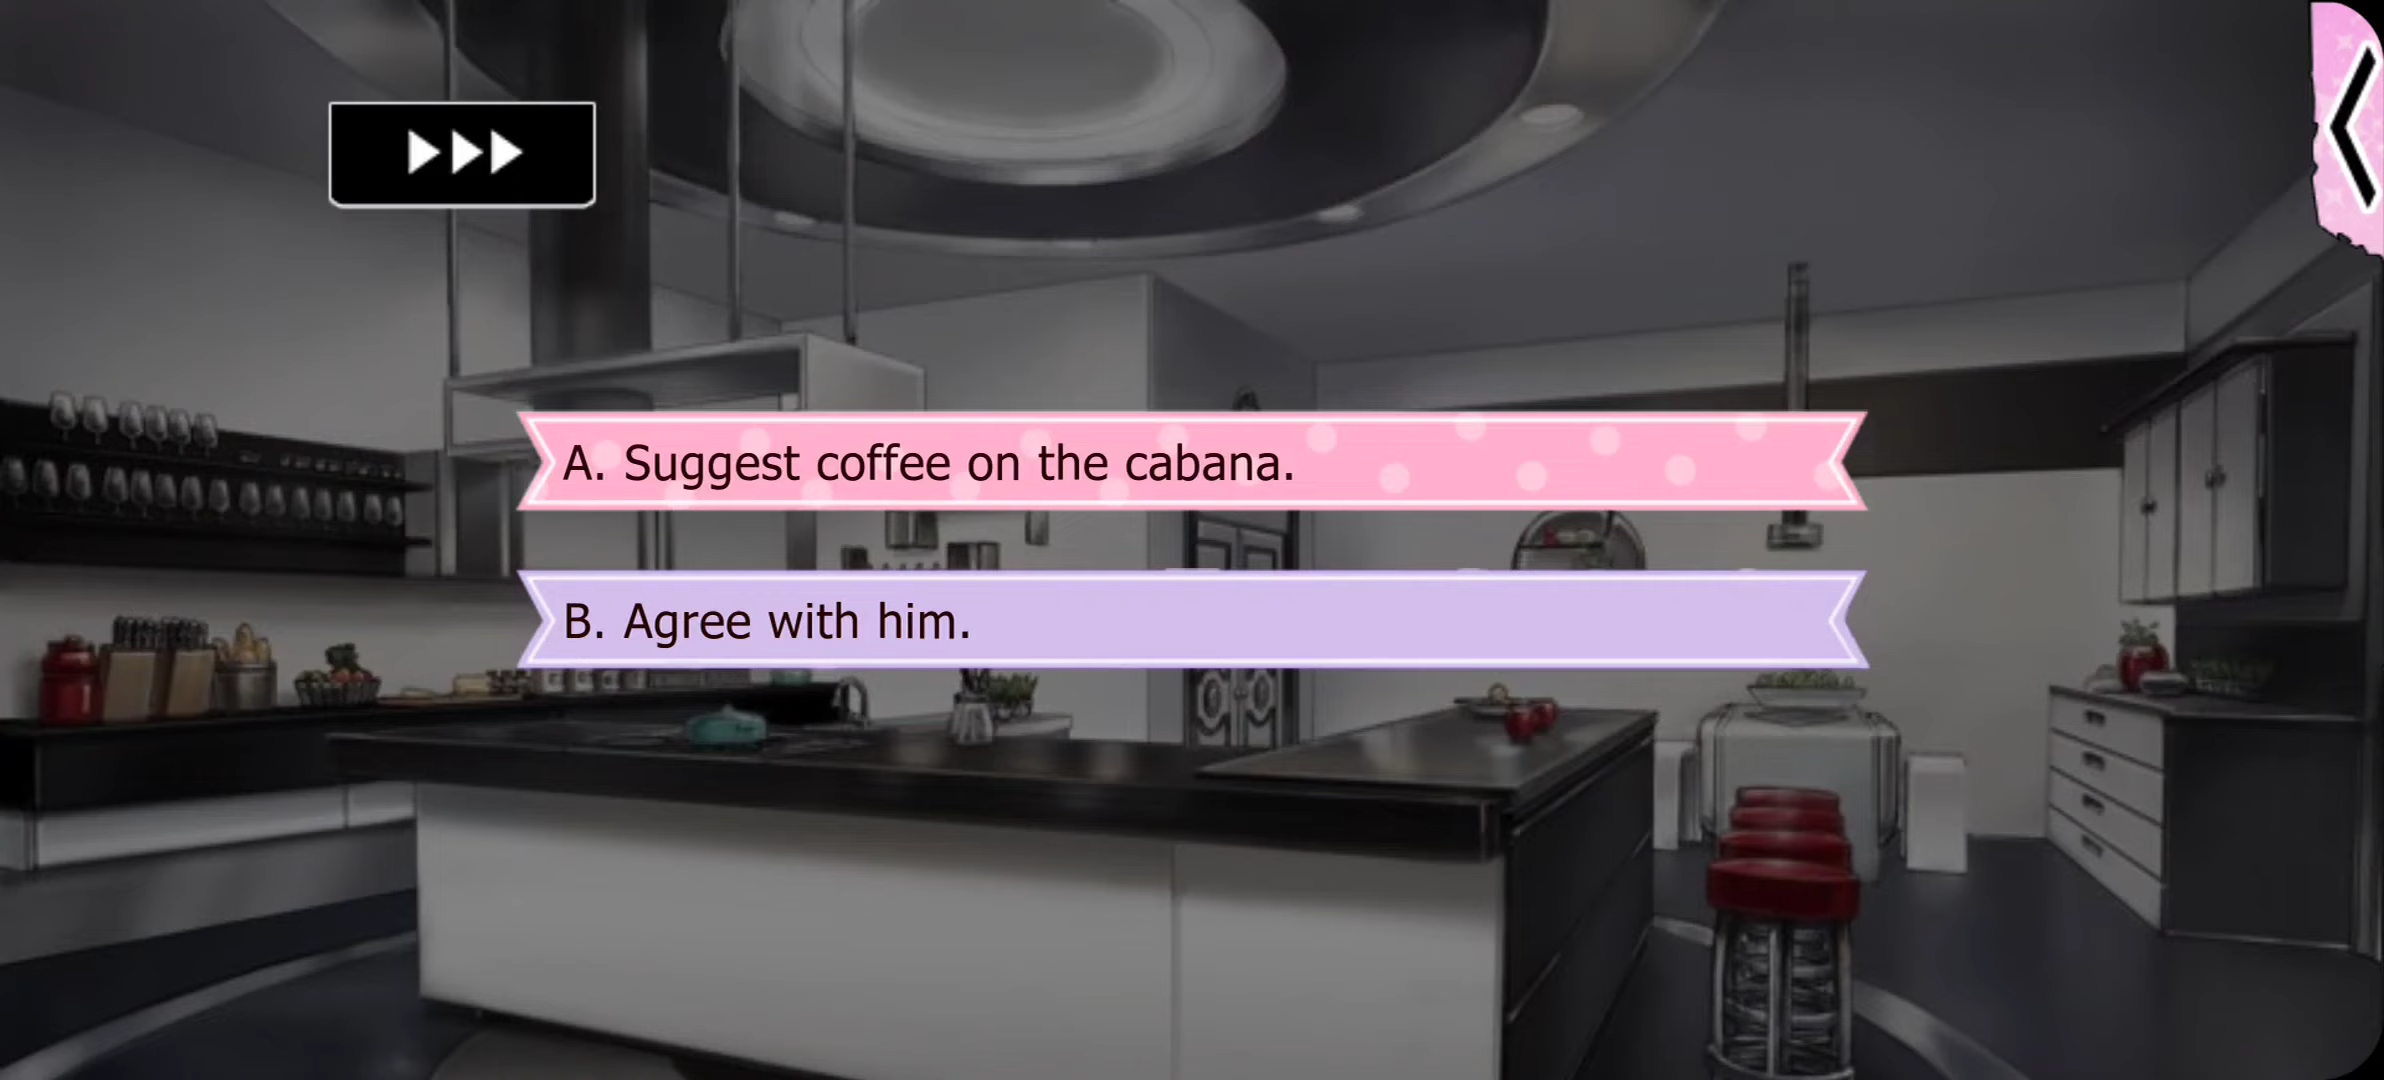 A. Suggest coffee on the cabana.
B. Agree with him.